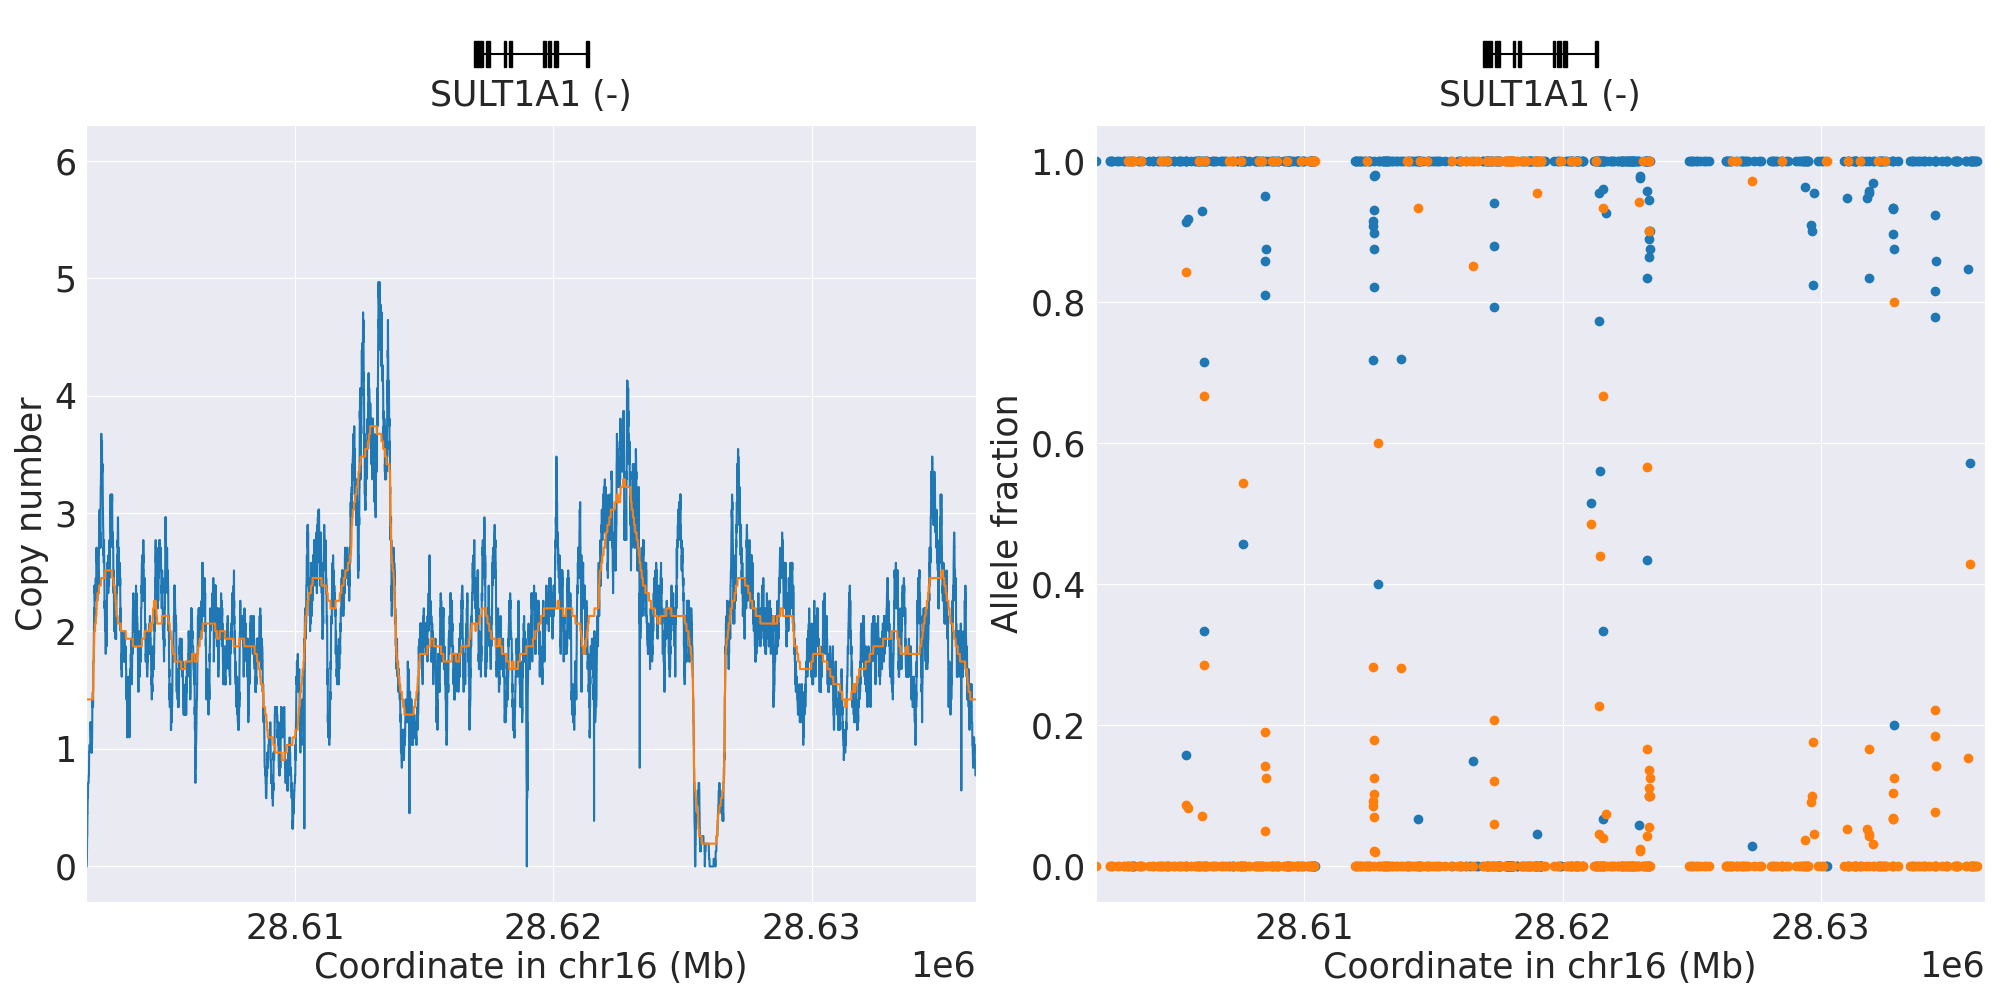 SULT1A1 (-)
6
5
4
3
2
1
0
Copy number
28.61
28.62
28.63
Coordinate in chr16 (Mb)
1e6
SULT1A1 (-)
1.0
0.8
0.6
0.4
0.2
0.0
Allele fraction
28.61
28.62
28.63
Coordinate in chr16 (Mb)
1e6